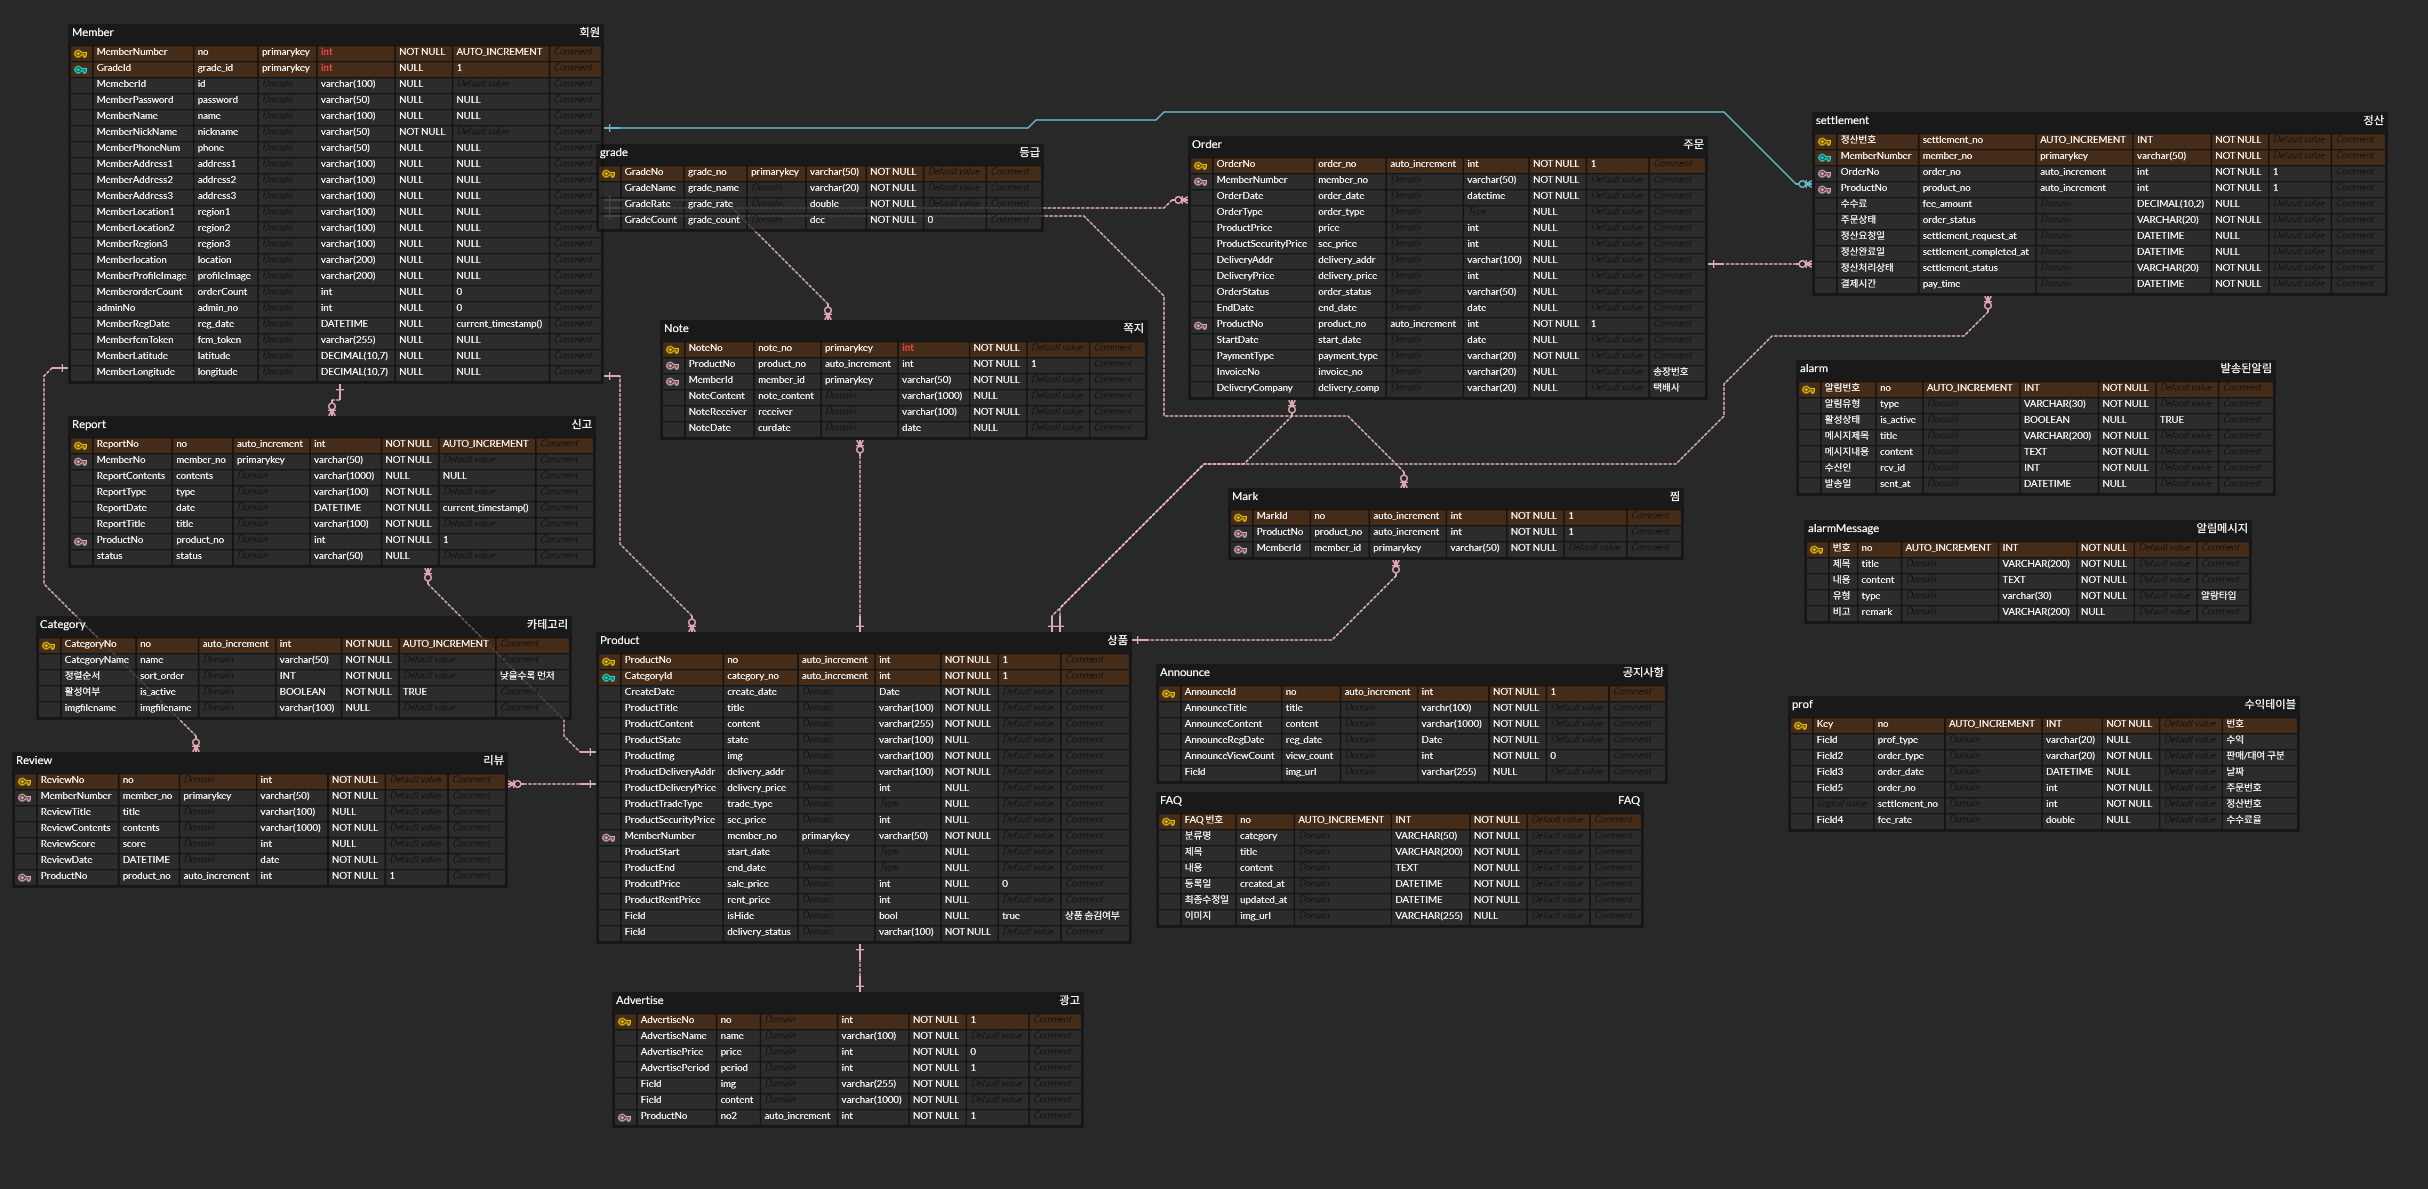 Member 회원
MemberNumber no primarykey int NOT NULL AUTO_INCREMENT Comment
GradeId grade_id primarykey int NULL 1 Comment
MemeberId id Domain varchar(100) NULL Default value Comment
MemberPassword password Domain varchar(50) NULL NULL Comment
MemberName name Domain varchar(100) NULL NULL Comment
MemberNickName nickname Domain varchar(50) NOT NULL Default value Comment
MemberPhoneNum phone Domain varchar(50) NULL NULL Comment
MemberAddress1 address1 Domain varchar(100) NULL NULL Comment
MemberAddress2 address2 Domain varchar(100) NULL NULL Comment
MemberAddress3 address3 Domain varchar(100) NULL NULL Comment
MemberLocation1 region1 Domain varchar(100) NULL NULL Comment
MemberLocation2 region2 Domain varchar(100) NULL NULL Comment
MemberRegion3 region3 Domain varchar(100) NULL NULL Comment
Memberlocation location Domain varchar(200) NULL NULL Comment
MemberProfileImage profileImage Domain varchar(200) NULL NULL Comment
MemberorderCount orderCount Domain int NULL 0 Comment
adminNo admin_no Domain int NULL 0 Comment
MemberRegDate reg_date Domain DATETIME NULL current_timestamp() Comment
MemberfcmToken fcm_token Domain varchar(255) NULL NULL Comment
MemberLatitude latitude Domain DECIMAL(10,7) NULL NULL Comment
MemberLongitude longitude Domain DECIMAL(10,7) NULL NULL Comment
grade 등급
GradeNo grade_no primarykey varchar(50) NOT NULL Default value Comment
GradeName grade_name Domain varchar(20) NOT NULL Default value Comment
GradeRate grade_rate Domain double NOT NULL Default value Comment
GradeCount grade_count Domain dec NOT NULL 0 Comment
Order 주문
OrderNo order_no auto_increment int NOT NULL 1 Comment
MemberNumber member_no Domain varchar(50) NOT NULL Default value Comment
OrderDate order_date Domain datetime NOT NULL Default value Comment
OrderType order_type Domain Type NULL Default value Comment
ProductPrice price Domain int NULL Default value Comment
ProductSecurityPrice sec_price Domain int NULL Default value Comment
DeliveryAddr delivery_addr Domain varchar(100) NULL Default value Comment
DeliveryPrice delivery_price Domain int NULL Default value Comment
OrderStatus order_status Domain varchar(50) NULL Default value Comment
EndDate end_date Domain date NULL Default value Comment
ProductNo product_no auto_increment int NOT NULL 1 Comment
StartDate start_date Domain date NULL Default value Comment
PaymentType payment_type Domain varchar(20) NOT NULL Default value Comment
InvoiceNo invoice_no Domain varchar(20) NULL Default value 송장번호
DeliveryCompany delivery_comp Domain varchar(20) NULL Default value 택배사
settlement 정산
정산번호 settlement_no AUTO_INCREMENT INT NOT NULL Default value Comment
MemberNumber member_no primarykey varchar(50) NOT NULL Default value Comment
OrderNo order_no auto_increment int NOT NULL 1 Comment
ProductNo product_no auto_increment int NOT NULL 1 Comment
수수료 fee_amount Domain DECIMAL(10,2) NULL Default value Comment
주문상태 order_status Domain VARCHAR(20) NOT NULL Default value Comment
정산요청일 settlement_request_at Domain DATETIME NULL Default value Comment
정산완료일 settlement_completed_at Domain DATETIME NULL Default value Comment
정산처리상태 settlement_status Domain VARCHAR(20) NOT NULL Default value Comment
결제시간 pay_time Domain DATETIME NOT NULL Default value Comment
Note 쪽지
NoteNo note_no primarykey int NOT NULL Default value Comment
ProductNo product_no auto_increment int NOT NULL 1 Comment
MemberId member_id primarykey varchar(50) NOT NULL Default value Comment
NoteContent note_content Domain varchar(1000) NULL Default value Comment
NoteReceiver receiver Domain varchar(100) NOT NULL Default value Comment
NoteDate curdate Domain date NULL Default value Comment
alarm 발송된알림
알림번호 no AUTO_INCREMENT INT NOT NULL Default value Comment
알림유형 type Domain VARCHAR(30) NOT NULL Default value Comment
활성상태 is_active Domain BOOLEAN NULL TRUE Comment
메시지제목 title Domain VARCHAR(200) NOT NULL Default value Comment
메시지내용 content Domain TEXT NOT NULL Default value Comment
수신인 rcv_id Domain INT NOT NULL Default value Comment
발송일 sent_at Domain DATETIME NULL Default value Comment
Report 신고
ReportNo no auto_increment int NOT NULL AUTO_INCREMENT Comment
MemberNo member_no primarykey varchar(50) NOT NULL Default value Comment
ReportContents contents Domain varchar(1000) NULL NULL Comment
ReportType type Domain varchar(100) NOT NULL Default value Comment
ReportDate date Domain DATETIME NOT NULL current_timestamp() Comment
ReportTitle title Domain varchar(100) NOT NULL Default value Comment
ProductNo product_no Domain int NOT NULL 1 Comment
status status Domain varchar(50) NULL Default value Comment
Mark 찜
MarkId no auto_increment int NOT NULL 1 Comment
ProductNo product_no auto_increment int NOT NULL 1 Comment
MemberId member_id primarykey varchar(50) NOT NULL Default value Comment
alarmMessage 알림메시지
번호 no AUTO_INCREMENT INT NOT NULL Default value Comment
제목 title Domain VARCHAR(200) NOT NULL Default value Comment
내용 content Domain TEXT NOT NULL Default value Comment
유형 type Domain varchar(30) NOT NULL Default value 알람타입
비고 remark Domain VARCHAR(200) NULL Default value Comment
Category 카테고리
CategoryNo no auto_increment int NOT NULL AUTO_INCREMENT Comment
CategoryName name Domain varchar(50) NOT NULL Default value Comment
정렬순서 sort_order Domain INT NOT NULL Default value 낮을수록 먼저
활성여부 is_active Domain BOOLEAN NOT NULL TRUE Comment
imgfilename imgfilename Domain varchar(100) NULL Default value Comment
Product 상품
ProductNo no auto_increment int NOT NULL 1 Comment
CategoryId category_no auto_increment int NOT NULL 1 Comment
CreateDate create_date Domain Date NOT NULL Default value Comment
ProductTitle title Domain varchar(100) NOT NULL Default value Comment
ProductContent content Domain varchar(255) NOT NULL Default value Comment
ProductState state Domain varchar(100) NULL Default value Comment
ProductImg img Domain varchar(100) NOT NULL Default value Comment
ProductDeliveryAddr delivery_addr Domain varchar(100) NOT NULL Default value Comment
ProductDeliveryPrice delivery_price Domain int NULL Default value Comment
ProductTradeType trade_type Domain Type NULL Default value Comment
ProductSecurityPrice sec_price Domain int NULL Default value Comment
MemberNumber member_no primarykey varchar(50) NOT NULL Default value Comment
ProductStart start_date Domain Type NULL Default value Comment
ProductEnd end_date Domain Type NULL Default value Comment
ProdcutPrice sale_price Domain int NULL 0 Comment
ProductRentPrice rent_price Domain int NULL Default value Comment
Field isHide Domain bool NULL true 상품 숨김여부
Field delivery_status Domain varchar(100) NOT NULL Default value Comment
Announce 공지사항
AnnounceId no auto_increment int NOT NULL 1 Comment
AnnounceTitle title Domain varchr(100) NOT NULL Default value Comment
AnnounceContent content Domain varchar(1000) NOT NULL Default value Comment
AnnounceRegDate reg_date Domain Date NOT NULL Default value Comment
AnnounceViewCount view_count Domain int NOT NULL 0 Comment
Field img_url Domain varchar(255) NULL Default value Comment
prof 수익테이블
Key no AUTO_INCREMENT INT NOT NULL Default value 번호
Field prof_type Domain varchar(20) NULL Default value 수익
Field2 order_type Domain varchar(20) NOT NULL Default value 판매/대여 구분
Field3 order_date Domain DATETIME NULL Default value 날짜
Field5 order_no Domain int NOT NULL Default value 주문번호
Logical name settlement_no Domain int NOT NULL Default value 정산번호
Field4 fee_rate Domain double NULL Default value 수수료율
Review 리뷰
ReviewNo no Domain int NOT NULL Default value Comment
MemberNumber member_no primarykey varchar(50) NOT NULL Default value Comment
ReviewTitle title Domain varchar(100) NULL Default value Comment
ReviewContents contents Domain varchar(1000) NOT NULL Default value Comment
ReviewScore score Domain int NULL Default value Comment
ReviewDate DATETIME Domain date NOT NULL Default value Comment
ProductNo product_no auto_increment int NOT NULL 1 Comment
FAQ FAQ
FAQ 번호 no AUTO_INCREMENT INT NOT NULL Default value Comment
분류명 category Domain VARCHAR(50) NOT NULL Default value Comment
제목 title Domain VARCHAR(200) NOT NULL Default value Comment
내용 content Domain TEXT NOT NULL Default value Comment
등록일 created_at Domain DATETIME NOT NULL Default value Comment
최종수정일 updated_at Domain DATETIME NOT NULL Default value Comment
이미지 img_url Domain VARCHAR(255) NULL Default value Comment
Advertise 광고
AdvertiseNo no Domain int NOT NULL 1 Comment
AdvertiseName name Domain varchar(100) NOT NULL Default value Comment
AdvertisePrice price Domain int NOT NULL 0 Comment
AdvertisePeriod period Domain int NOT NULL 1 Comment
Field img Domain varchar(255) NOT NULL Default value Comment
Field content Domain varchar(1000) NOT NULL Default value Comment
ProductNo no2 auto_increment int NOT NULL 1 Comment